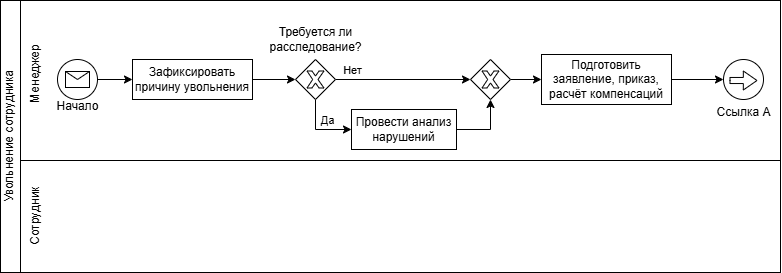 Увольнение сотрудника
Менеджер
Сотрудник
Начало
Зафиксировать
причину увольнения
Требуется ли
расследование?
Нет
Да
Провести анализ
нарушений
Подготовить
заявление, приказ,
расчёт компенсаций
Ссылка А